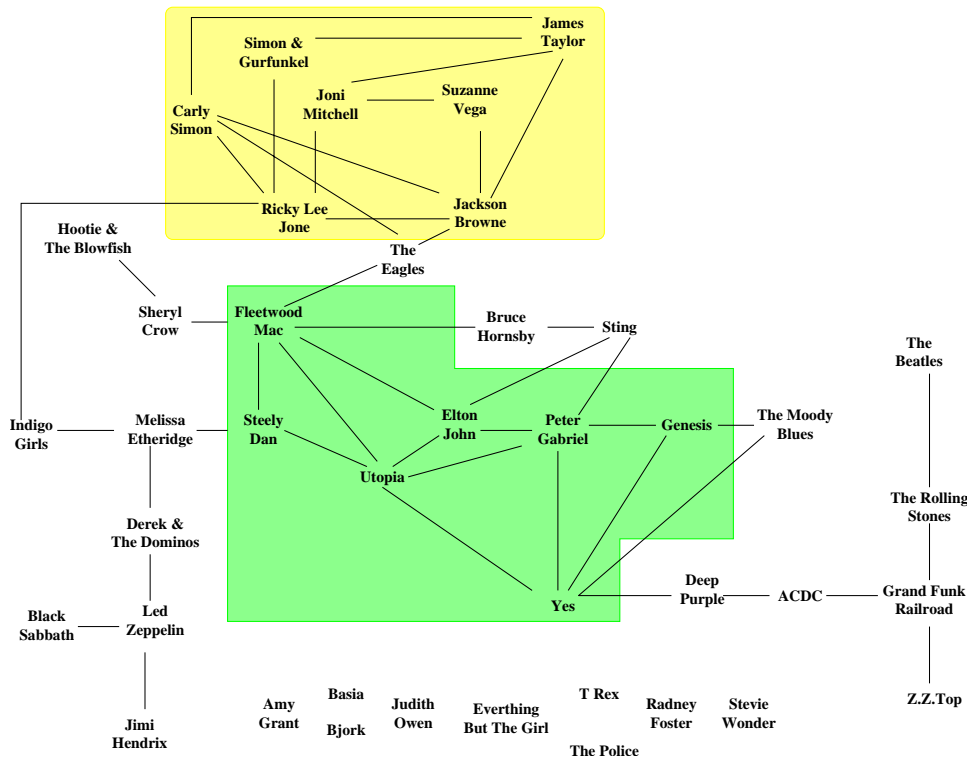 James
Taylor
Simon &
Gurfunkel
Joni
Mitchell
Suzanne
Vega
Carly
Simon
Ricky Lee
Jone
Jackson
Browne
Hootie &
The Blowfish
The
Eagles
Sheryl
Crow
Fleetwood
Mac
Bruce
Hornsby
Sting
The
Beatles
Indigo
Girls
Melissa
Etheridge
Steely
Dan
Elton
John
Peter
Gabriel
Genesis
The Moody
Blues
Utopia
The Rolling
Stones
Derek &
The Dominos
Black
Sabbath
Led
Zeppelin
Yes
Deep
Purple
ACDC
Grand Funk
Railroad
Jimi
Hendrix
Amy
Grant
Basia
Bjork
Judith
Owen
Everthing
But The Girl
T Rex
The Police
Radney
Foster
Stevie
Wonder
Z.Z.Top